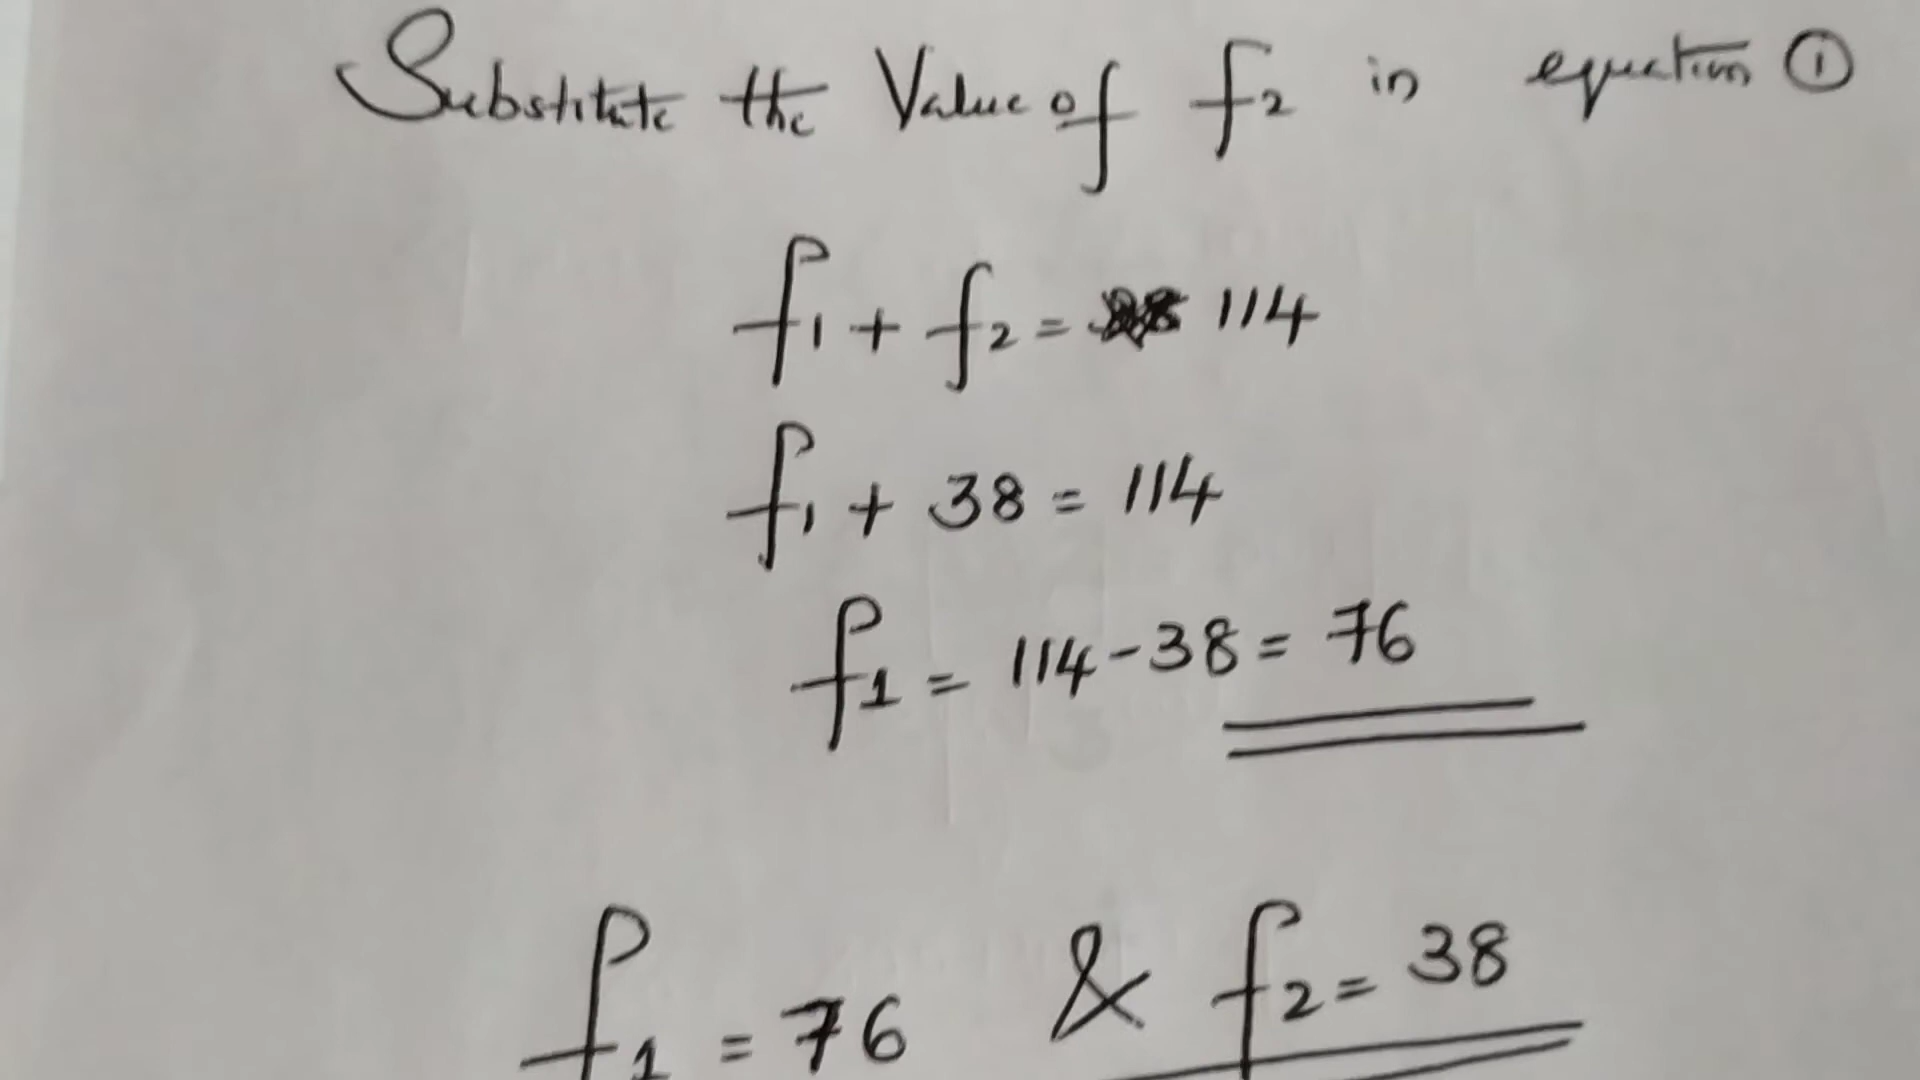 Substitute the Value of f2 in equation ①
f1 + f2 = 114
f1 + 38 = 114
f1 = 114 - 38 = 76
f1 = 76 & f2 = 38